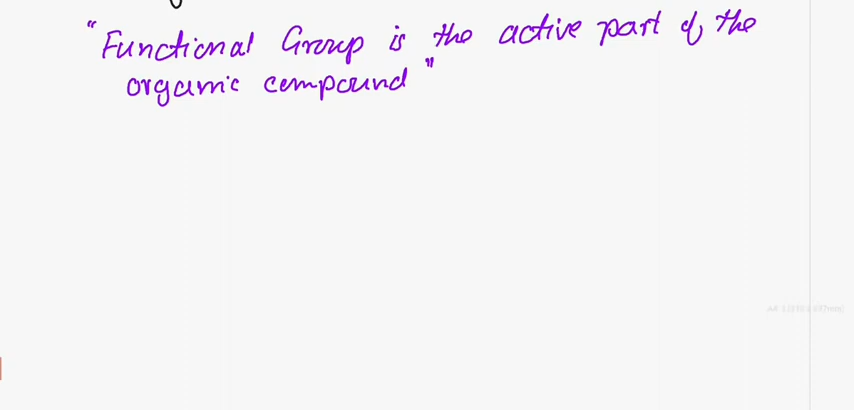 "Functional Group is the active part of the
organic compound"